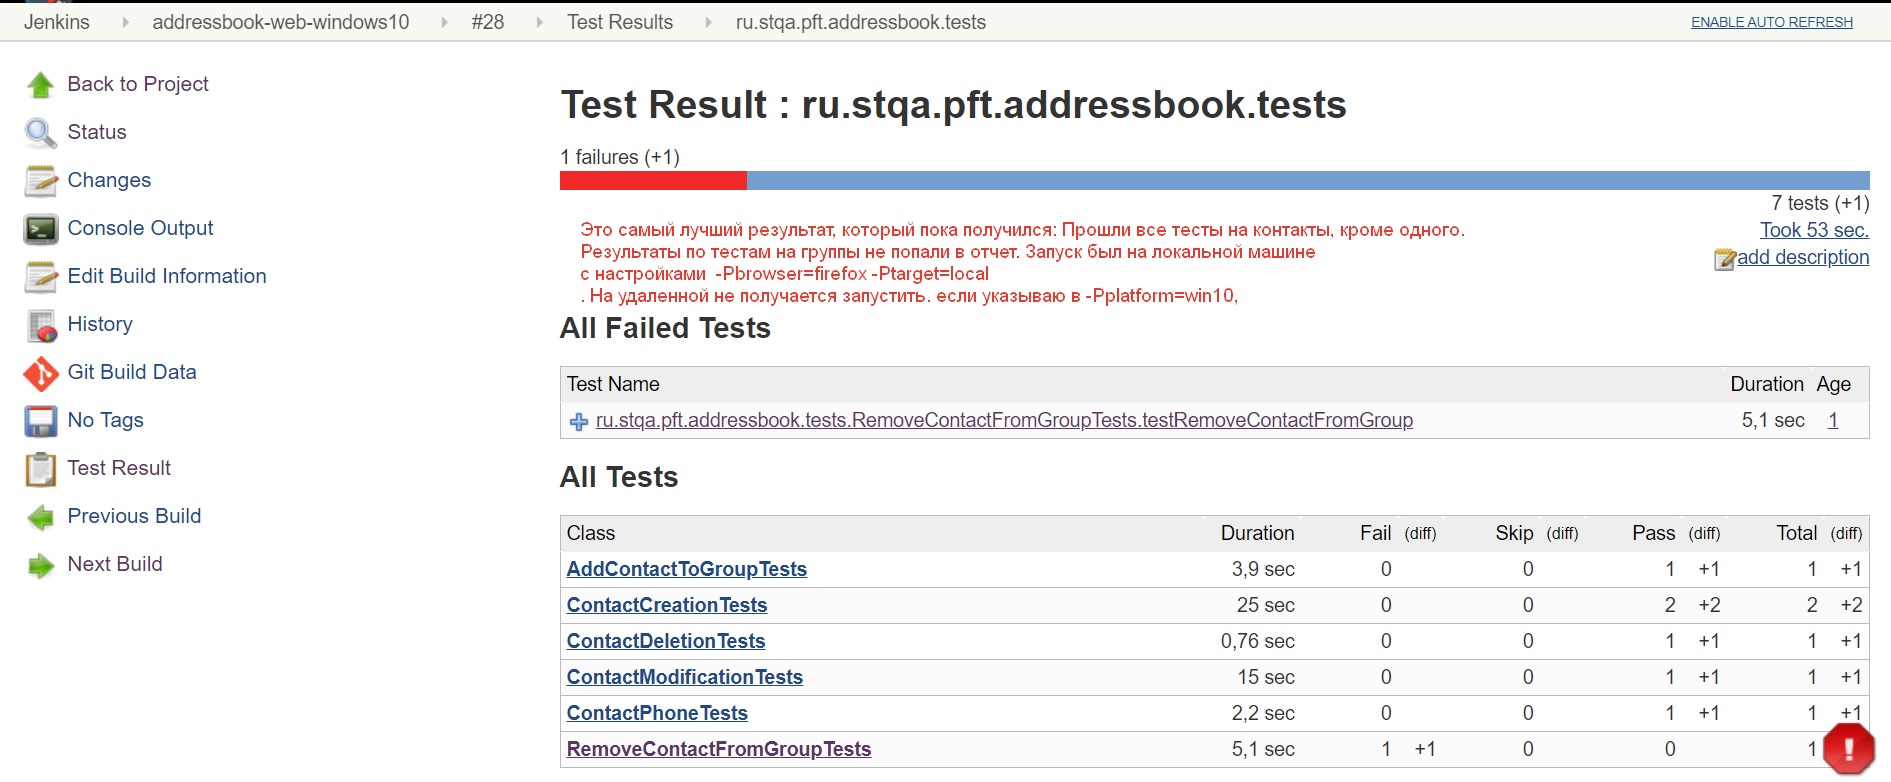 Jenkins addressbook-web-windows10 #28 Test Results ru.stqa.pft.addressbook.tests ENABLE AUTO REFRESH
Back to Project
Status
Changes
Console Output
Edit Build Information
History
Git Build Data
No Tags
Test Result
Previous Build
Next Build
Test Result : ru.stqa.pft.addressbook.tests
1 failures (+1)
7 tests (+1)
Took 53 sec.
add description
Это самый лучший результат, который пока получился: Прошли все тесты на контакты, кроме одного.
Результаты по тестам на группы не попали в отчет. Запуск был на локальной машине
с настройками -Pbrowser=firefox -Ptarget=local
. На удаленной не получается запустить. если указываю в -Pplatform=win10,
All Failed Tests
Test Name Duration Age
ru.stqa.pft.addressbook.tests.RemoveContactFromGroupTests.testRemoveContactFromGroup 5,1 sec 1
All Tests
Class Duration Fail (diff) Skip (diff) Pass (diff) Total (diff)
AddContactToGroupTests 3,9 sec 0 0 1 +1 1 +1
ContactCreationTests 25 sec 0 0 2 +2 2 +2
ContactDeletionTests 0,76 sec 0 0 1 +1 1 +1
ContactModificationTests 15 sec 0 0 1 +1 1 +1
ContactPhoneTests 2,2 sec 0 0 1 +1 1 +1
RemoveContactFromGroupTests 5,1 sec 1 +1 0 0 1